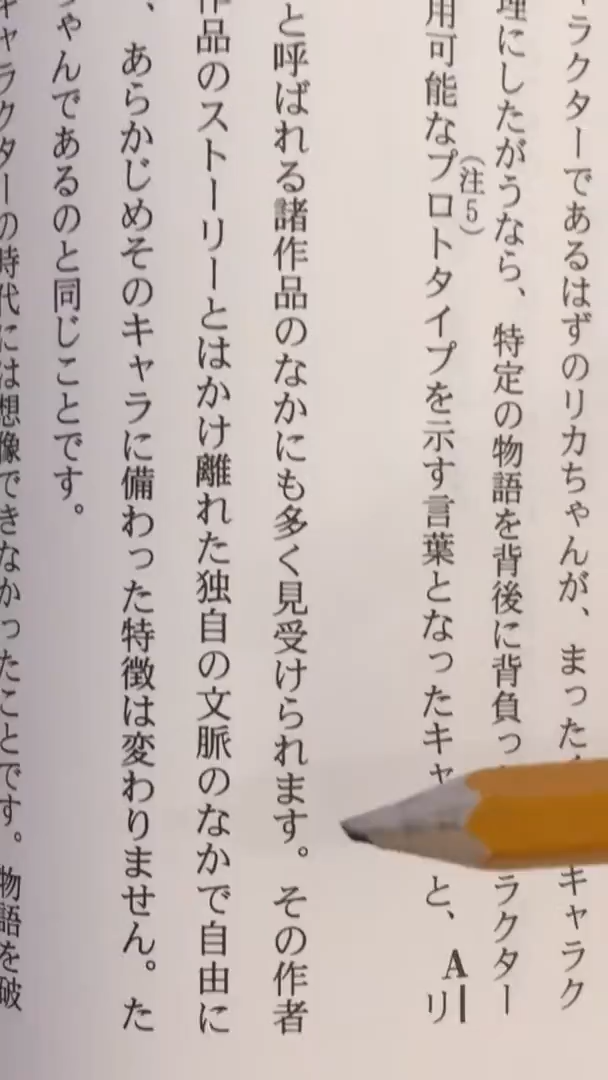 ラクターであるはずのリカちゃんが、まった
キャラク
理にしたがうなら、特定の物語を背後に背負っ
ラクター
(注5)
用可能なプロトタイプを示す言葉となったキャ
と、
A
リ
と呼ばれる諸作品のなかにも多く見受けられます。その作者
作品のストーリーとはかけ離れた独自の文脈のなかで自由に
、あらかじめそのキャラに備わった特徴は変わりません。た
ちゃんであるのと同じことです。
キャラクターの時代には想像できなかったことです。物語を破